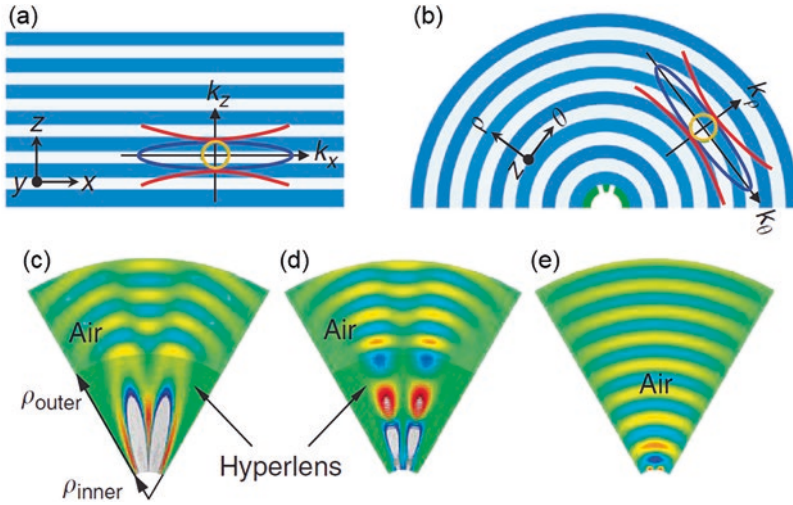 (a)
(b)
k_z
k_x
z
y
x
ρ
θ
z
k_ρ
k_θ
(c)
(d)
(e)
Air
Air
Air
ρ_outer
ρ_inner
Hyperlens